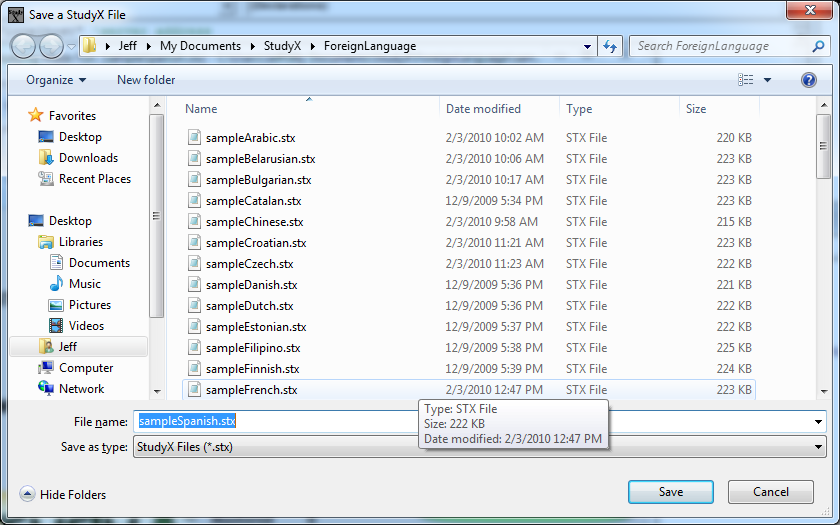 Save a StudyX File
Jeff ▸ My Documents ▸ StudyX ▸ ForeignLanguage
Search ForeignLanguage
Organize
New folder
Name Date modified Type Size
Favorites
Desktop
Downloads
Recent Places
Desktop
Libraries
Documents
Music
Pictures
Videos
Jeff
Computer
Network
sampleArabic.stx 2/3/2010 10:02 AM STX File 220 KB
sampleBelarusian.stx 2/3/2010 10:06 AM STX File 223 KB
sampleBulgarian.stx 2/3/2010 10:17 AM STX File 223 KB
sampleCatalan.stx 12/9/2009 5:34 PM STX File 222 KB
sampleChinese.stx 2/3/2010 9:58 AM STX File 215 KB
sampleCroatian.stx 2/3/2010 11:21 AM STX File 223 KB
sampleCzech.stx 2/3/2010 11:23 AM STX File 222 KB
sampleDanish.stx 12/9/2009 5:36 PM STX File 221 KB
sampleDutch.stx 12/9/2009 5:36 PM STX File 222 KB
sampleEstonian.stx 12/9/2009 5:37 PM STX File 222 KB
sampleFilipino.stx 12/9/2009 5:38 PM STX File 225 KB
sampleFinnish.stx 12/9/2009 5:39 PM STX File 224 KB
sampleFrench.stx 2/3/2010 12:47 PM STX File 223 KB
Type: STX File
Size: 222 KB
Date modified: 2/3/2010 12:47 PM
File name: sampleSpanish.stx
Save as type: StudyX Files (*.stx)
Hide Folders
Save
Cancel